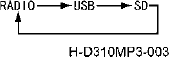 RADIO USB SD
H-D310MP3-003